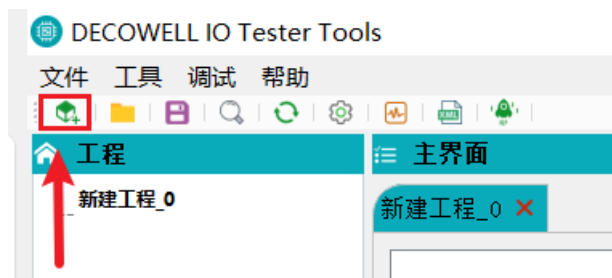 DECOWELL IO Tester Tools
文件 工具 调试 帮助
XML
工程
主界面
新建工程_0
新建工程_0